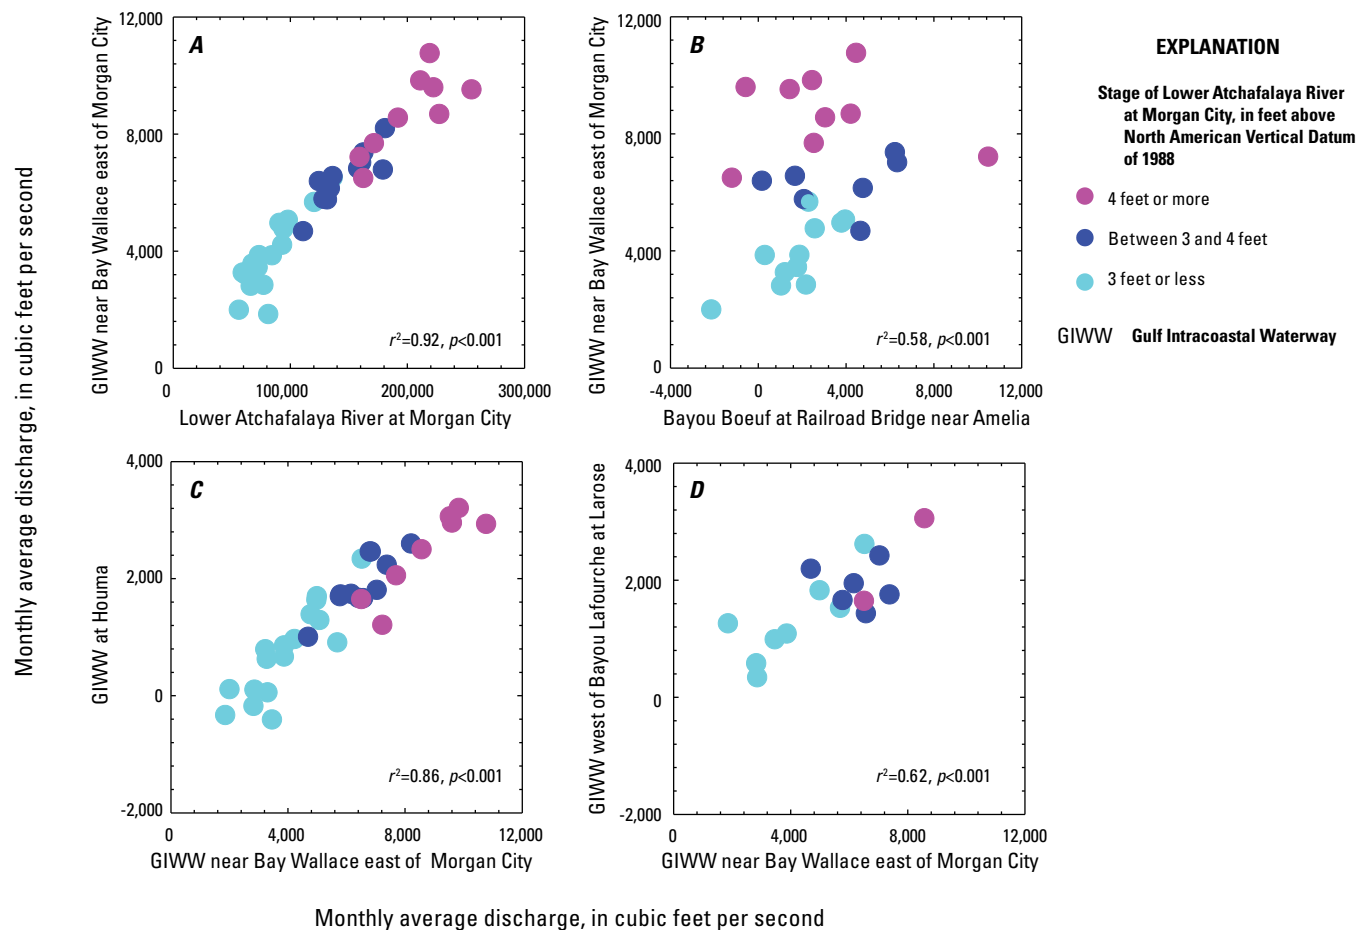 Monthly average discharge, in cubic feet per second
GIWW near Bay Wallace east of Morgan City
12,000
8,000
4,000
0
A
r²=0.92, p<0.001
0
100,000
200,000
300,000
Lower Atchafalaya River at Morgan City
GIWW near Bay Wallace east of Morgan City
12,000
8,000
4,000
0
B
r²=0.58, p<0.001
-4,000
0
4,000
8,000
12,000
Bayou Boeuf at Railroad Bridge near Amelia
EXPLANATION
Stage of Lower Atchafalaya River
at Morgan City, in feet above
North American Vertical Datum
of 1988
4 feet or more
Between 3 and 4 feet
3 feet or less
GIWW Gulf Intracoastal Waterway
GIWW at Houma
4,000
2,000
0
-2,000
C
r²=0.86, p<0.001
0
4,000
8,000
12,000
GIWW near Bay Wallace east of Morgan City
GIWW west of Bayou Lafourche at Larose
4,000
2,000
0
-2,000
D
r²=0.62, p<0.001
0
4,000
8,000
12,000
GIWW near Bay Wallace east of Morgan City
Monthly average discharge, in cubic feet per second